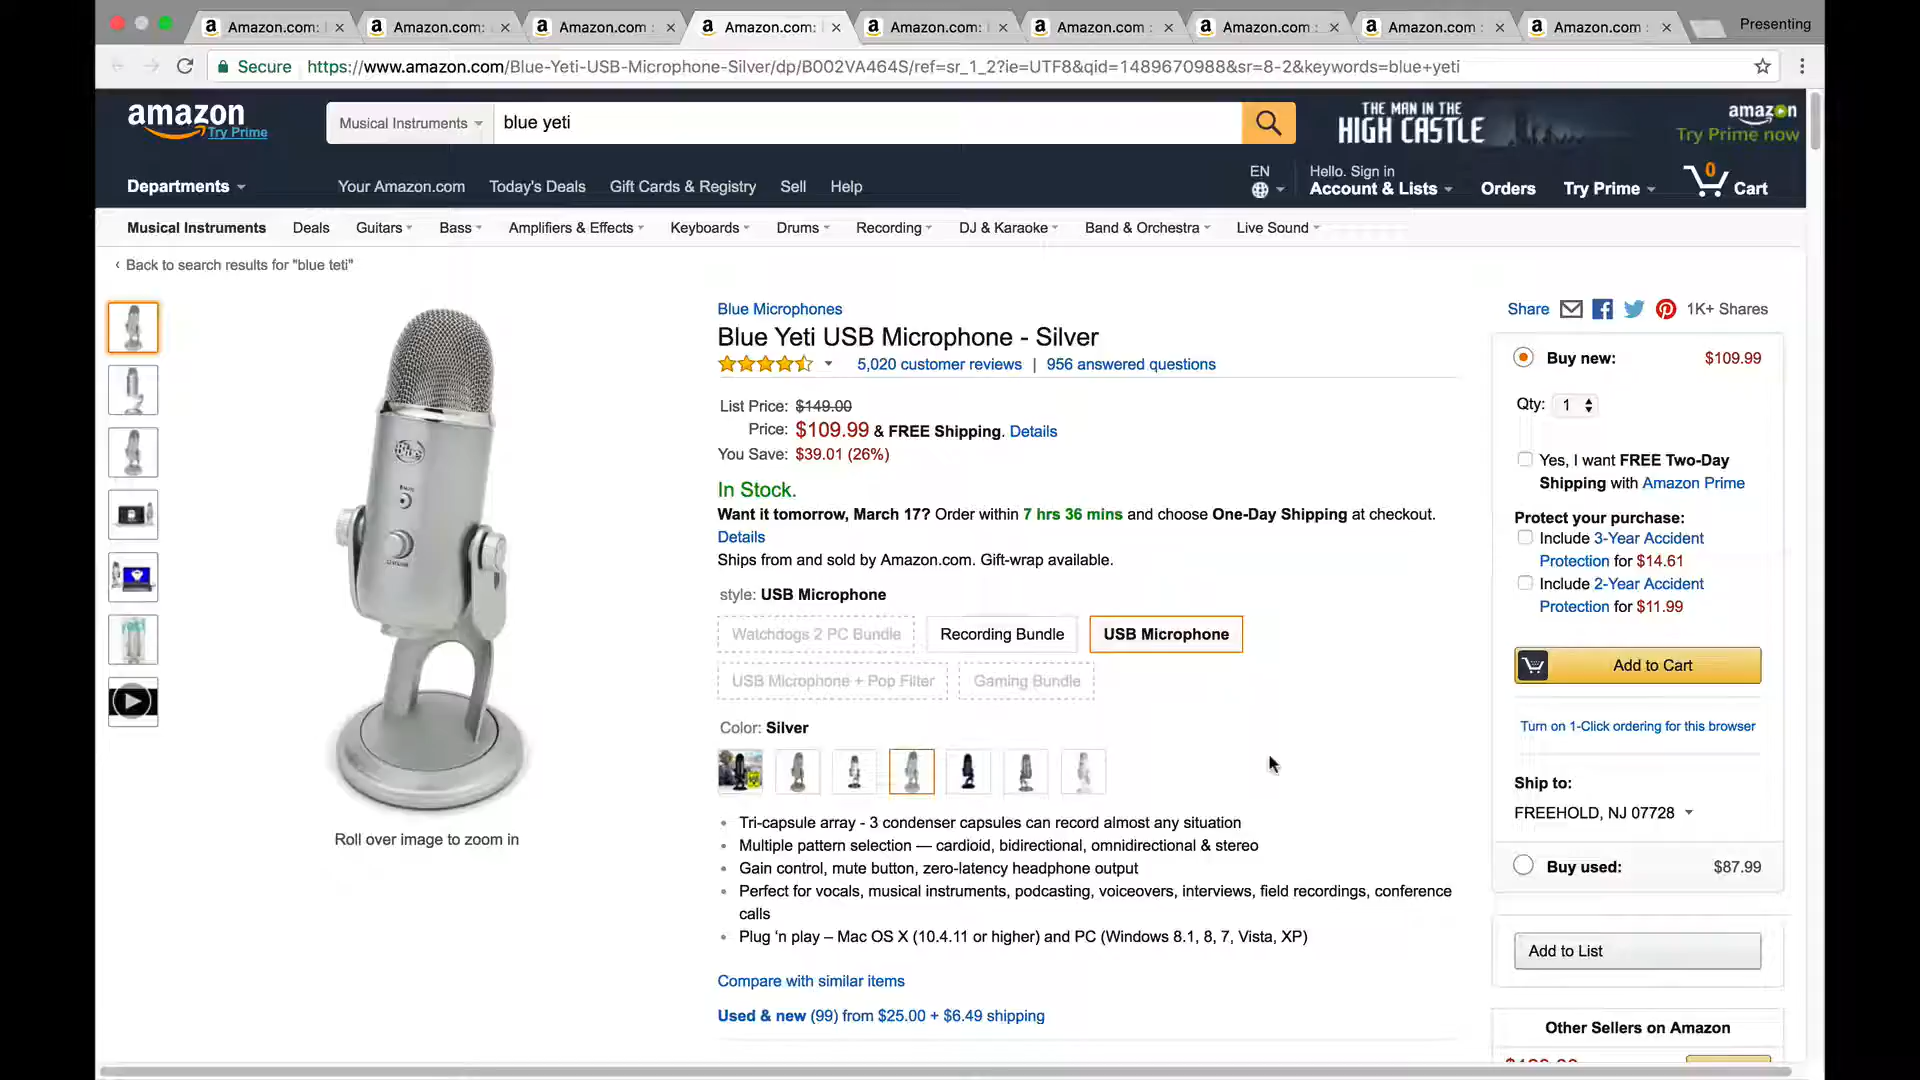 Amazon.com: Amazon.com: Amazon.com : Amazon.com: Amazon.com: Amazon.com : Amazon.com : Amazon.com : Amazon.com : Presenting
Secure https://www.amazon.com/Blue-Yeti-USB-Microphone-Silver/dp/B002VA464S/ref=sr_1_2?ie=UTF8&qid=1489670988&sr=8-2&keywords=blue+yeti
amazon Try Prime
Musical Instruments blue yeti
THE MAN IN THE
HIGH CASTLE
amazon
Try Prime now
Departments Your Amazon.com Today's Deals Gift Cards & Registry Sell Help
EN
Hello. Sign in
Account & Lists Orders Try Prime 0 Cart
Musical Instruments Deals Guitars Bass Amplifiers & Effects Keyboards Drums Recording DJ & Karaoke Band & Orchestra Live Sound
‹ Back to search results for "blue teti"
Blue
Roll over image to zoom in
Blue Microphones
Blue Yeti USB Microphone - Silver
5,020 customer reviews | 956 answered questions
List Price: $149.00
Price: $109.99 & FREE Shipping. Details
You Save: $39.01 (26%)
In Stock.
Want it tomorrow, March 17? Order within 7 hrs 36 mins and choose One-Day Shipping at checkout.
Details
Ships from and sold by Amazon.com. Gift-wrap available.
style: USB Microphone
Watchdogs 2 PC Bundle Recording Bundle USB Microphone
USB Microphone + Pop Filter Gaming Bundle
Color: Silver
• Tri-capsule array - 3 condenser capsules can record almost any situation
• Multiple pattern selection — cardioid, bidirectional, omnidirectional & stereo
• Gain control, mute button, zero-latency headphone output
• Perfect for vocals, musical instruments, podcasting, voiceovers, interviews, field recordings, conference
calls
• Plug ‘n play – Mac OS X (10.4.11 or higher) and PC (Windows 8.1, 8, 7, Vista, XP)
Compare with similar items
Used & new (99) from $25.00 + $6.49 shipping
Share 1K+ Shares
Buy new: $109.99
Qty: 1
Yes, I want FREE Two-Day
Shipping with Amazon Prime
Protect your purchase:
Include 3-Year Accident
Protection for $14.61
Include 2-Year Accident
Protection for $11.99
Add to Cart
Turn on 1-Click ordering for this browser
Ship to:
FREEHOLD, NJ 07728
Buy used: $87.99
Add to List
Other Sellers on Amazon